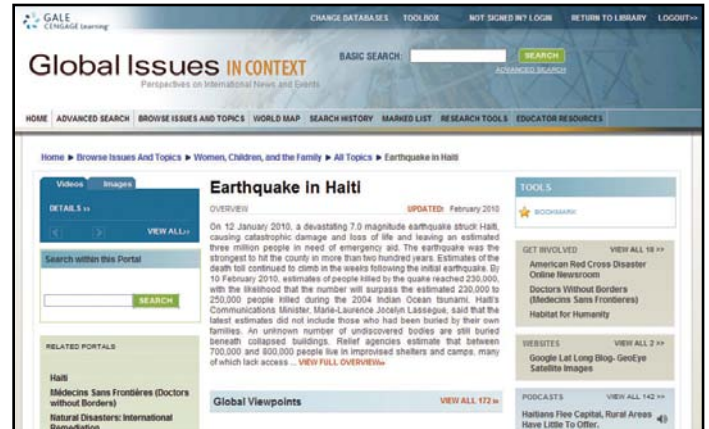 GALE
CENGAGE Learning
CHANGE DATABASES TOOLBOX NOT SIGNED IN? LOGIN RETURN TO LIBRARY LOGOUT>>
Global Issues IN CONTEXT
Perspectives on International News and Events
BASIC SEARCH: SEARCH
ADVANCED SEARCH
HOME ADVANCED SEARCH BROWSE ISSUES AND TOPICS WORLD MAP SEARCH HISTORY MARKED LIST RESEARCH TOOLS EDUCATOR RESOURCES
Home ▶ Browse Issues And Topics ▶ Women, Children, and the Family ▶ All Topics ▶ Earthquake in Haiti
Videos Images
DETAILS >>
VIEW ALL>>
Search within this Portal
SEARCH
RELATED PORTALS
Haiti
Médecins Sans Frontières (Doctors
without Borders)
Natural Disasters: International
Remediation
Earthquake in Haiti
OVERVIEW UPDATED: February 2010
On 12 January 2010, a devastating 7.0 magnitude earthquake struck Haiti,
causing catastrophic damage and loss of life and leaving an estimated
three million people in need of emergency aid. The earthquake was the
strongest to hit the county in more than two hundred years. Estimates of the
death toll continued to climb in the weeks following the initial earthquake. By
10 February 2010, estimates of people killed by the quake reached 230,000,
with the likelihood that the number will surpass the estimated 230,000 to
250,000 people killed during the 2004 Indian Ocean tsunami. Haiti's
Communications Minister, Marie-Laurence Jocelyn Lassegue, said that the
latest estimates did not include those who had been buried by their own
families. An unknown number of undiscovered bodies are still buried
beneath collapsed buildings. Relief agencies estimate that between
700,000 and 800,000 people live in improvised shelters and camps, many
of which lack access ... VIEW FULL OVERVIEW>>
Global Viewpoints VIEW ALL 172 >>
TOOLS
BOOKMARK
GET INVOLVED VIEW ALL 10 >>
American Red Cross Disaster
Online Newsroom
Doctors Without Borders
(Medecins Sans Frontieres)
Habitat for Humanity
WEBSITES VIEW ALL 2 >>
Google Lat Long Blog- GeoEye
Satellite Images
PODCASTS VIEW ALL 142 >>
Haitians Flee Capital, Rural Areas
Have Little To Offer.